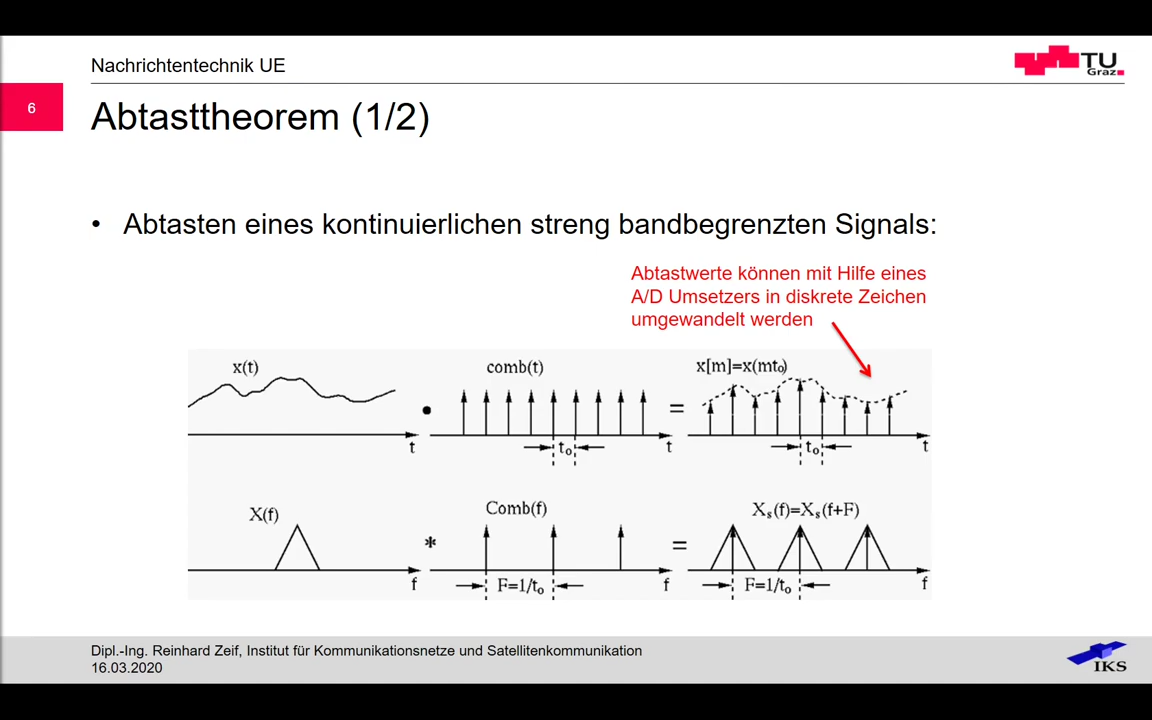 Nachrichtentechnik UE
TU
Graz
6
Abtasttheorem (1/2)
• Abtasten eines kontinuierlichen streng bandbegrenzten Signals:
Abtastwerte können mit Hilfe eines
A/D Umsetzers in diskrete Zeichen
umgewandelt werden
x(t) comb(t) x[m]=x(mt₀)
• =
t t t
t₀ t₀
X(f) Comb(f) Xₛ(f)=Xₛ(f+F)
* =
f f f
F=1/t₀ F=1/t₀
Dipl.-Ing. Reinhard Zeif, Institut für Kommunikationsnetze und Satellitenkommunikation
16.03.2020
IKS